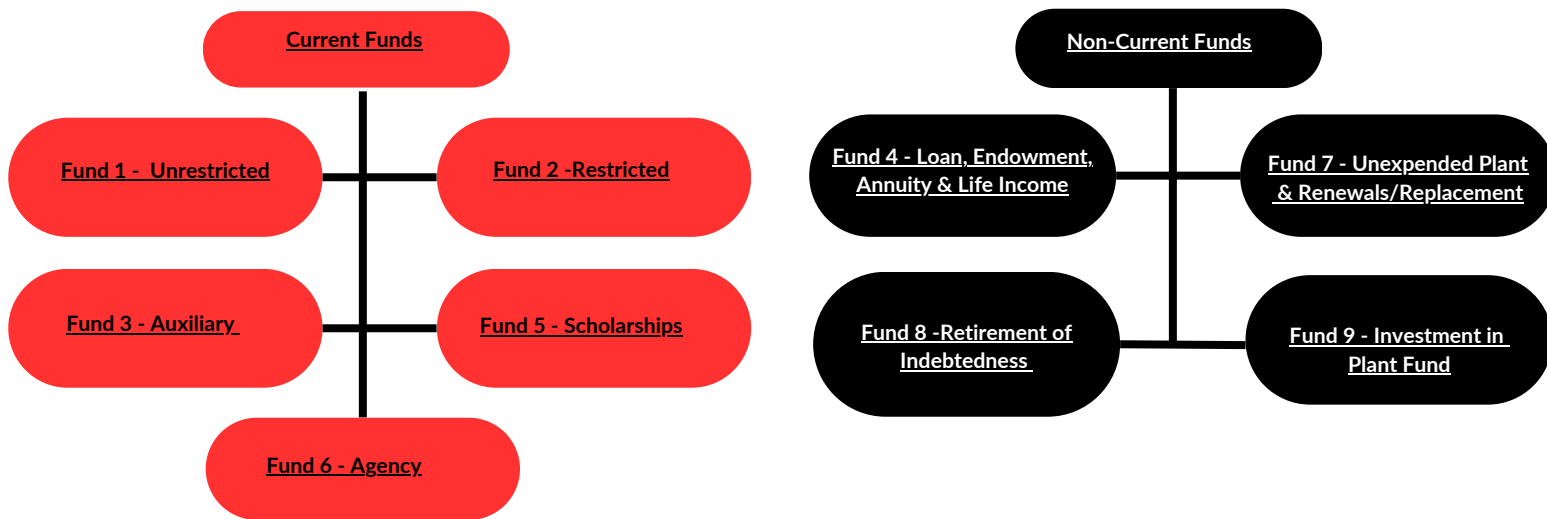 Current Funds
Fund 1 - Unrestricted
Fund 2 -Restricted
Fund 3 - Auxiliary
Fund 5 - Scholarships
Fund 6 - Agency
Non-Current Funds
Fund 4 - Loan, Endowment,
Annuity & Life Income
Fund 7 - Unexpended Plant
& Renewals/Replacement
Fund 8 -Retirement of
Indebtedness
Fund 9 - Investment in
Plant Fund